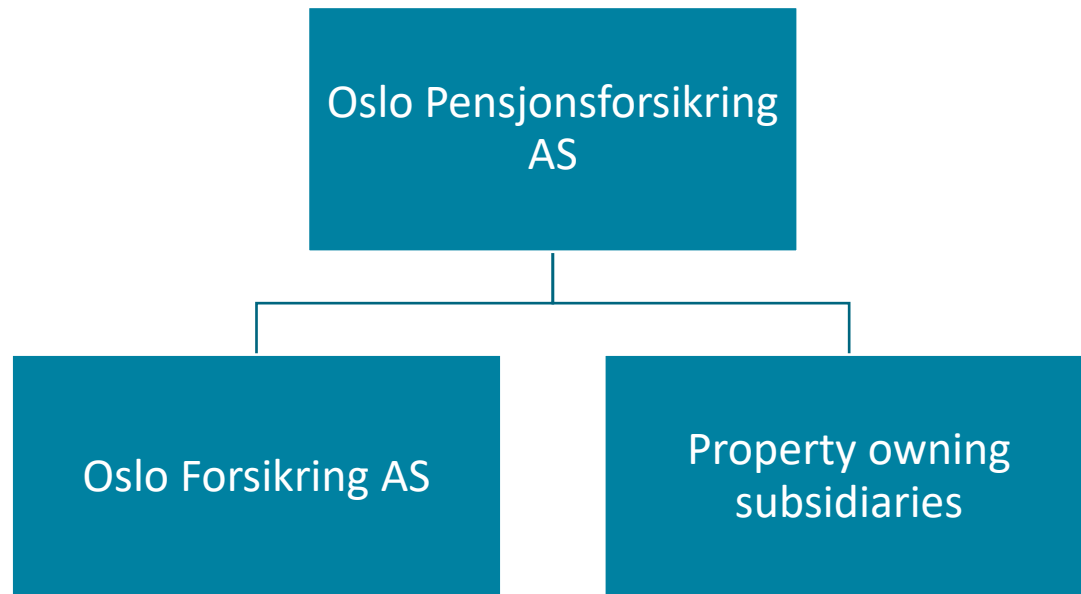 Oslo Pensjonsforsikring
AS
Oslo Forsikring AS
Property owning
subsidiaries